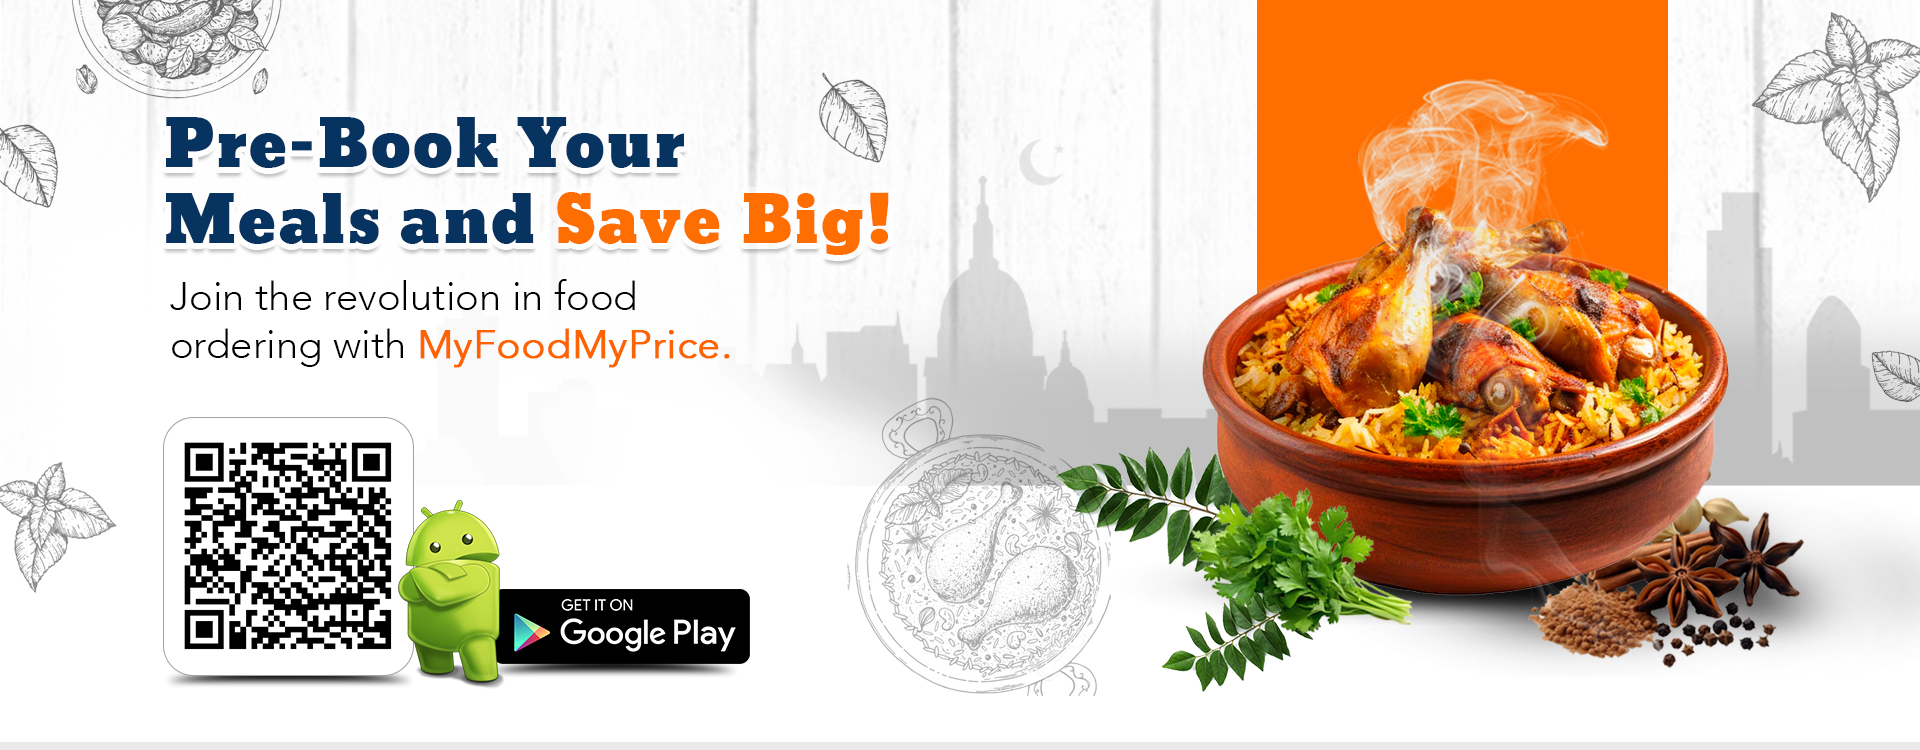 Pre-Book Your
Meals and Save Big!
Join the revolution in food
ordering with MyFoodMyPrice.
GET IT ON
Google Play